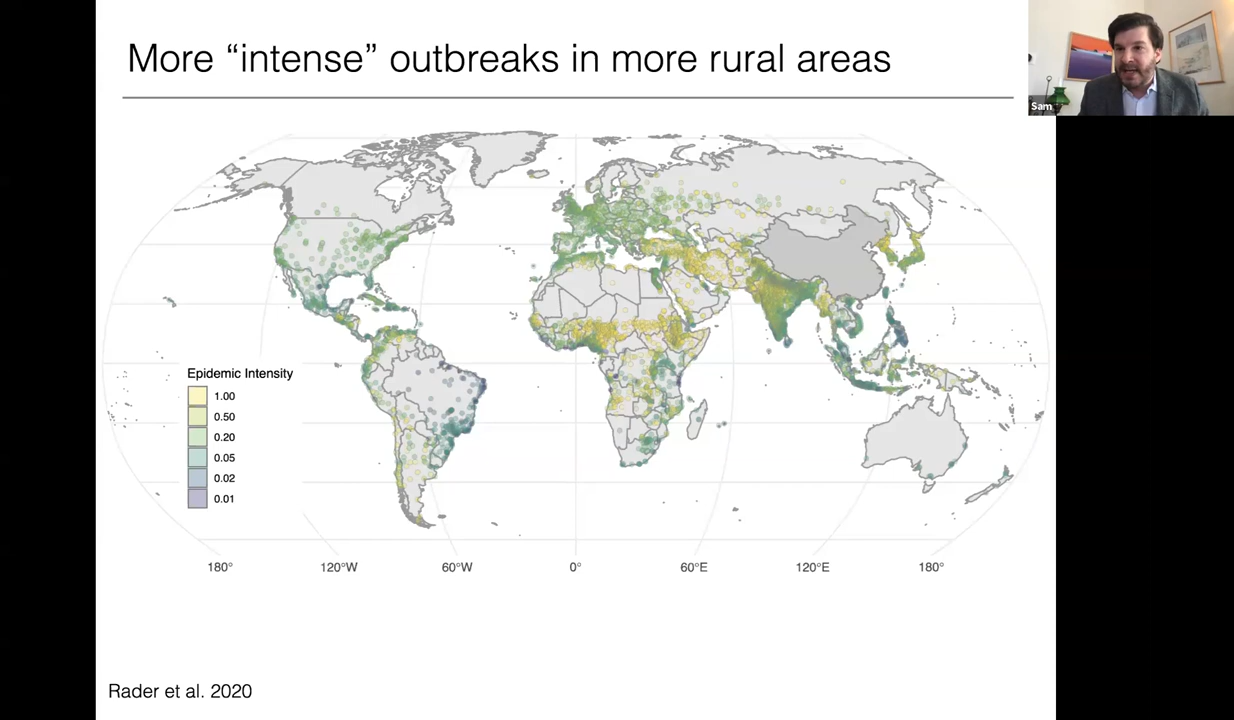 More “intense” outbreaks in more rural areas
Sam
Epidemic Intensity
1.00
0.50
0.20
0.05
0.02
0.01
180° 120°W 60°W 0° 60°E 120°E 180°
Rader et al. 2020